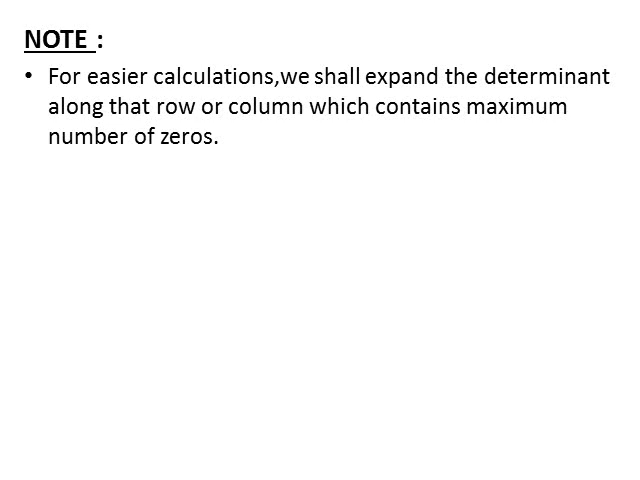 NOTE :
• For easier calculations,we shall expand the determinant
along that row or column which contains maximum
number of zeros.